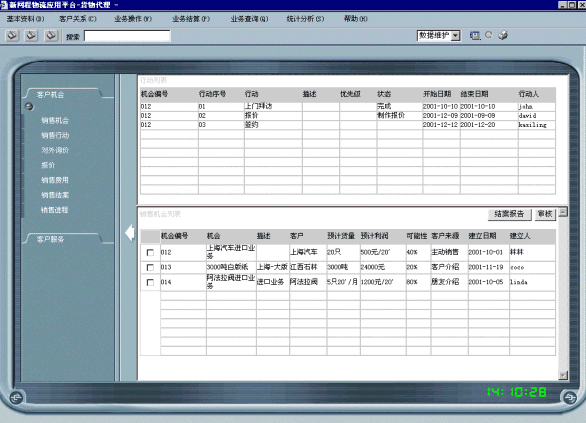 新网程物流应用平台-货物代理 -
基本资料(B) 客户关系(C) 业务操作(Y) 业务结算(F) 业务查询(Q) 统计分析(S) 帮助(H)
搜索 数据维护
行动列表
客户机会
销售机会
销售行动
对外询价
报价
销售费用
销售结案
销售进程
客户服务
机会编号 行动序号 行动 描述 优先级 状态 开始日期 结束日期 行动人
012 01 上门拜访 完成 2001-10-10 2001-10-10 john
012 02 报价 制作报价 2001-12-09 2001-09-09 david
012 03 签约 2001-12-12 2001-12-20 kasiling
销售机会列表 结案报告 审核
机会编号 机会 描述 客户 预计货量 预计利润 可能性 客户来源 建立日期 建立人
012 上海汽车进口业务 上海汽车 20只 500元/20' 40% 主动销售 2001-10-01 林林
013 3000吨白版纸 上海-大阪 江西石林 3000吨 24000元 20% 客户介绍 2001-11-19 coco
014 阿法拉阀进口业务 进口业务 阿法拉阀 5只20'/月 1200元/20' 80% 朋友介绍 2001-10-05 linda
14:10:28